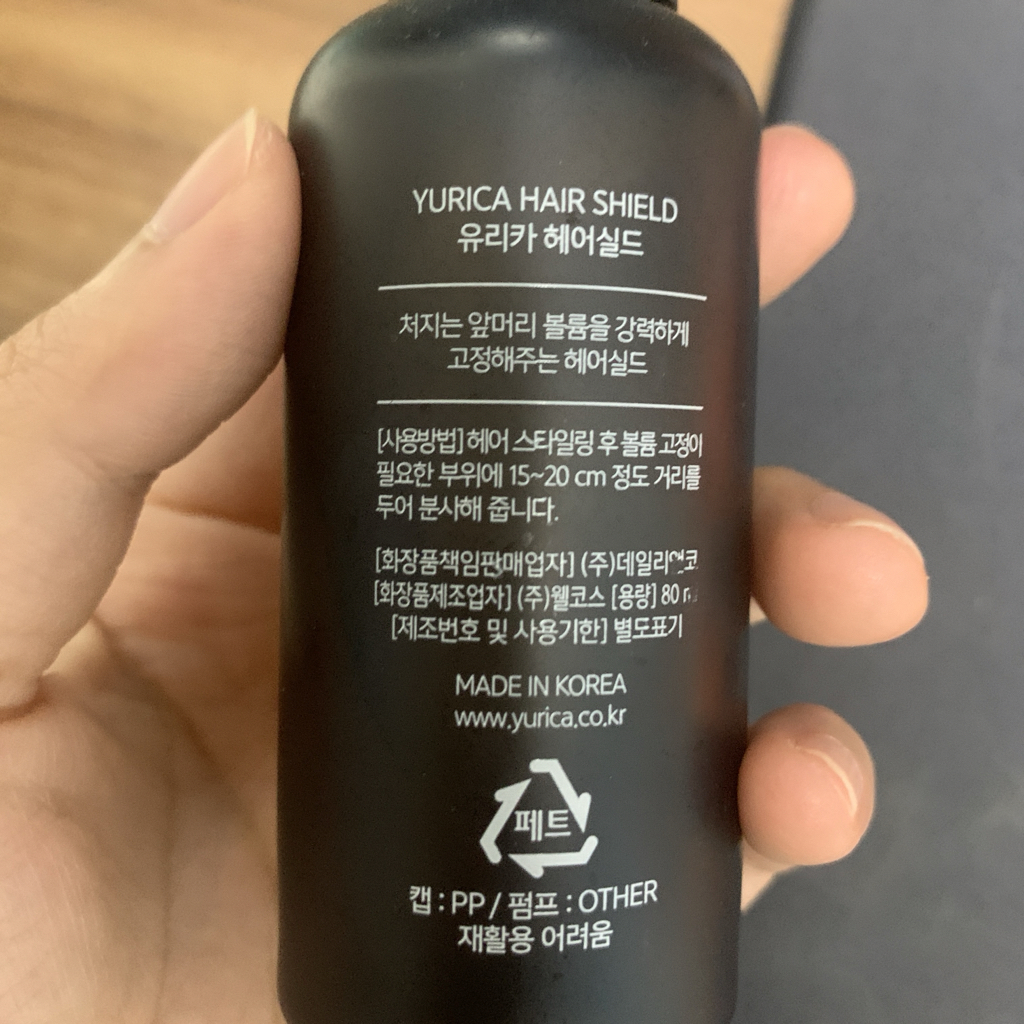 YURICA HAIR SHIELD
유리카 헤어실드
처지는 앞머리 볼륨을 강력하게
고정해주는 헤어실드
[사용방법] 헤어 스타일링 후 볼륨 고정이
필요한 부위에 15~20 cm 정도 거리를
두어 분사해 줍니다.
[화장품책임판매업자] (주)데일리앤코
[화장품제조업자] (주)웰코스 [용량] 80
[제조번호 및 사용기한] 별도표기
MADE IN KOREA
www.yurica.co.kr
페트
캡 : PP / 펌프 : OTHER
재활용 어려움